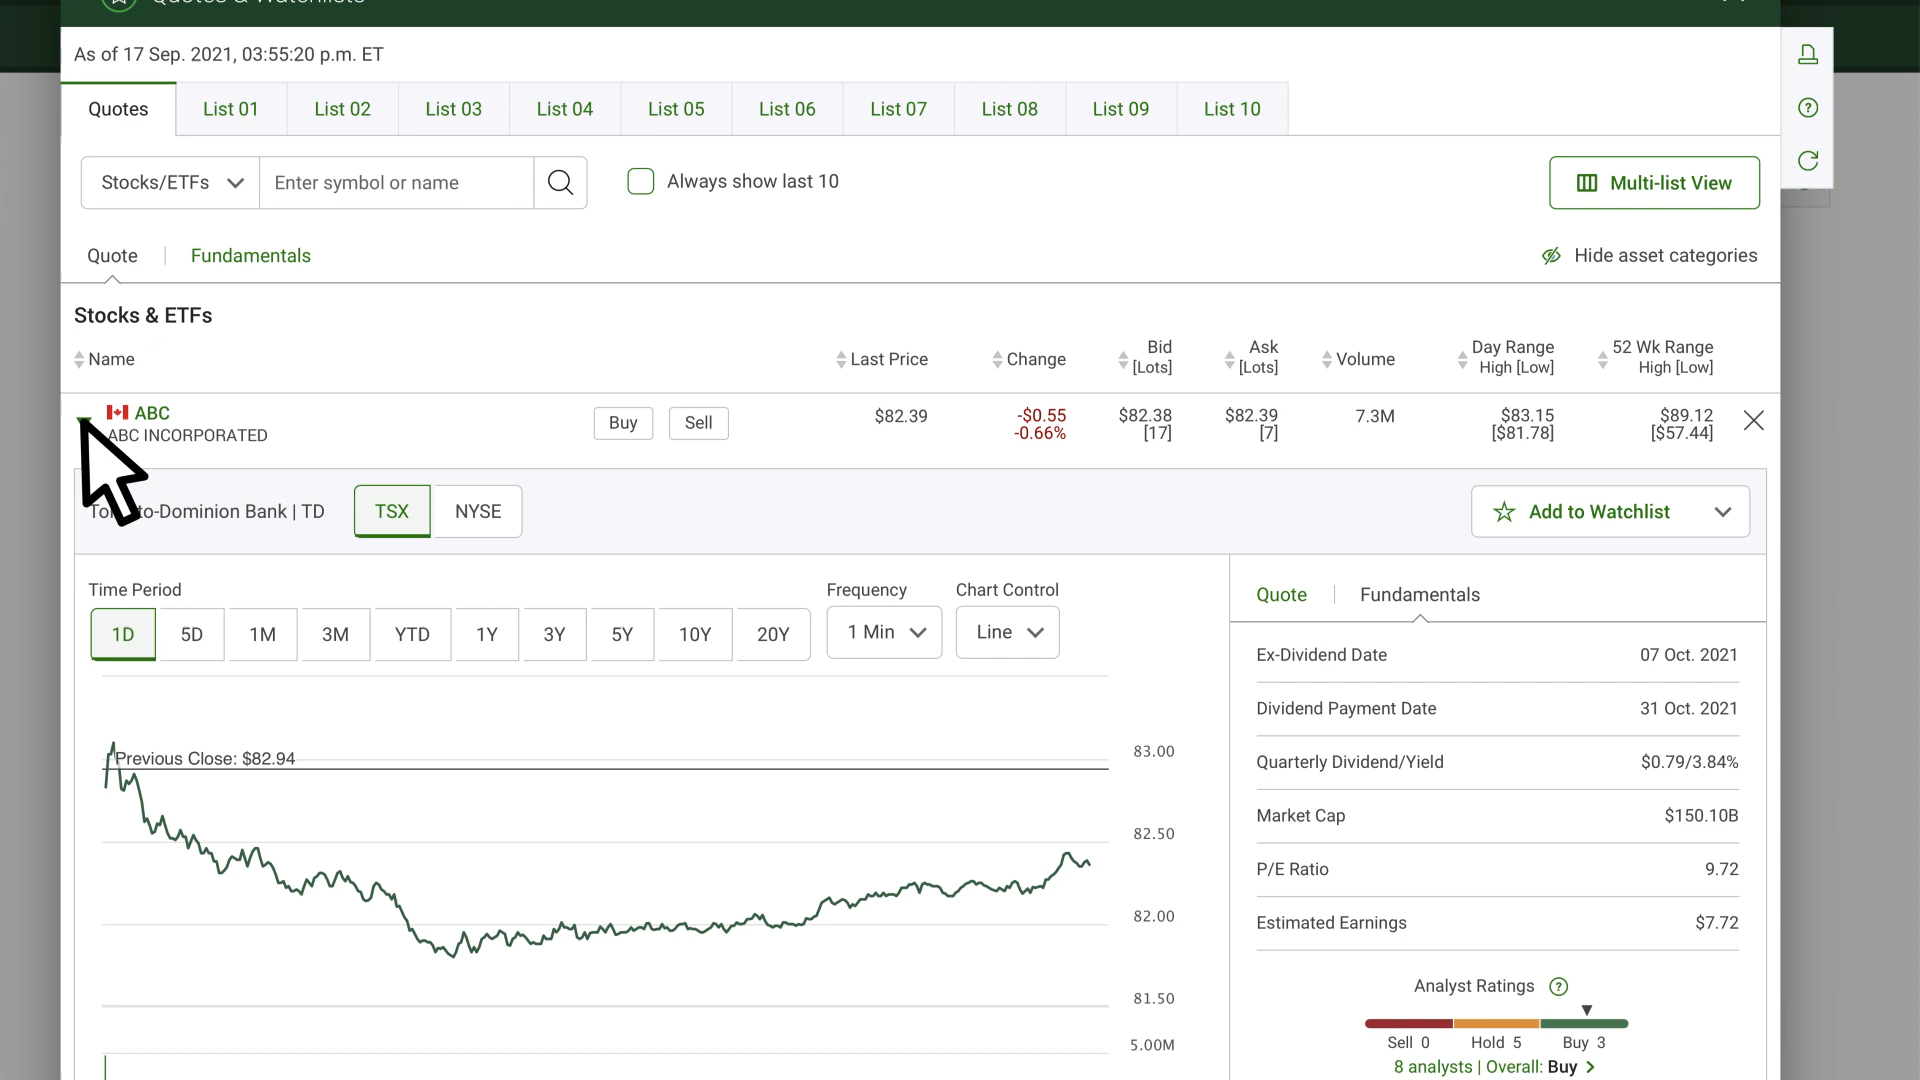 Quotes & Watchlists
As of 17 Sep. 2021, 03:55:20 p.m. ET
Quotes List 01 List 02 List 03 List 04 List 05 List 06 List 07 List 08 List 09 List 10
Stocks/ETFs Enter symbol or name Always show last 10 Multi-list View
Quote Fundamentals Hide asset categories
Stocks & ETFs
Name Last Price Change Bid [Lots] Ask [Lots] Volume Day Range High [Low] 52 Wk Range High [Low]
ABC Buy Sell $82.39 -$0.55 $82.38 $82.39 7.3M $83.15 $89.12
ABC INCORPORATED -0.66% [17] [7] [$81.78] [$57.44]
-Dominion Bank | TD TSX NYSE Add to Watchlist
Time Period Frequency Chart Control
1D 5D 1M 3M YTD 1Y 3Y 5Y 10Y 20Y 1 Min Line
Previous Close: $82.94
83.00
82.50
82.00
81.50
5.00M
Quote Fundamentals
Ex-Dividend Date 07 Oct. 2021
Dividend Payment Date 31 Oct. 2021
Quarterly Dividend/Yield $0.79/3.84%
Market Cap $150.10B
P/E Ratio 9.72
Estimated Earnings $7.72
Analyst Ratings ?
Sell 0 Hold 5 Buy 3
8 analysts | Overall: Buy